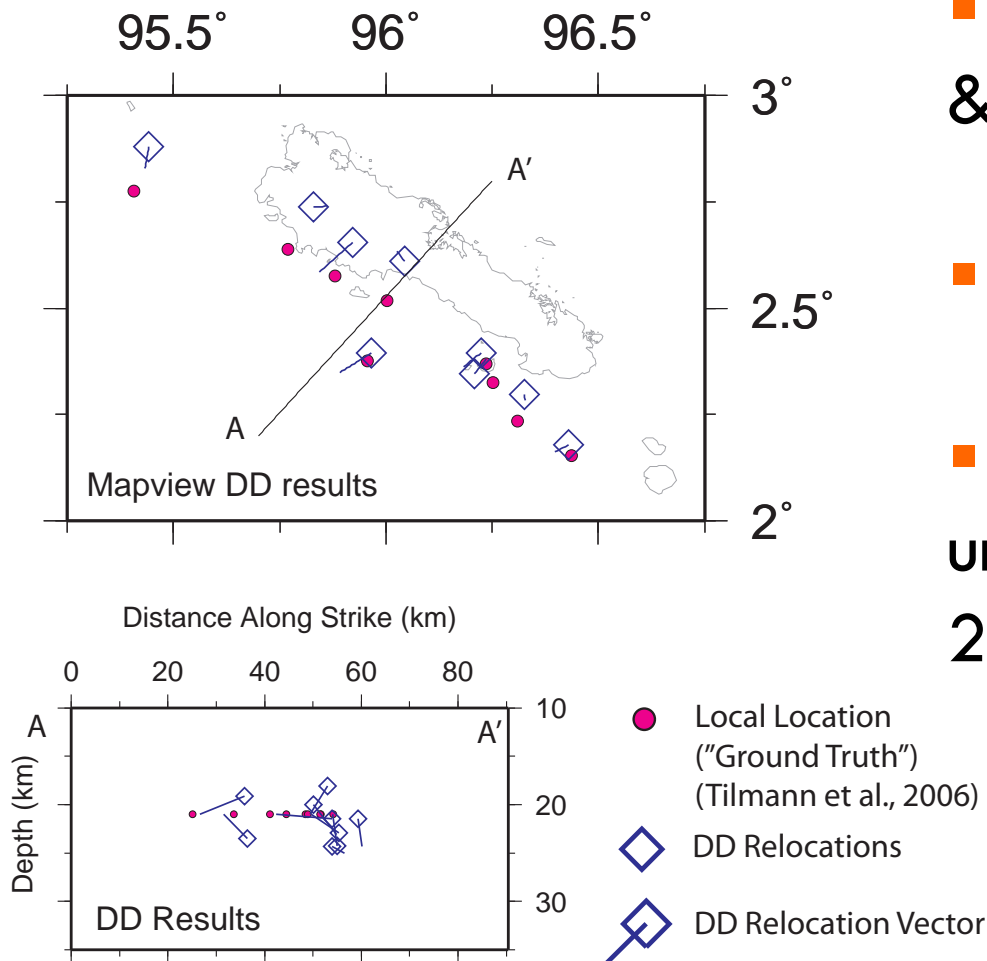 95.5° 96° 96.5°
&
3°
A'
2.5°
A
Mapview DD results
2°
UI
2
Distance Along Strike (km)
0 20 40 60 80
A
A'
10
Depth (km)
20
30
DD Results
Local Location
("Ground Truth")
(Tilmann et al., 2006)
DD Relocations
DD Relocation Vector